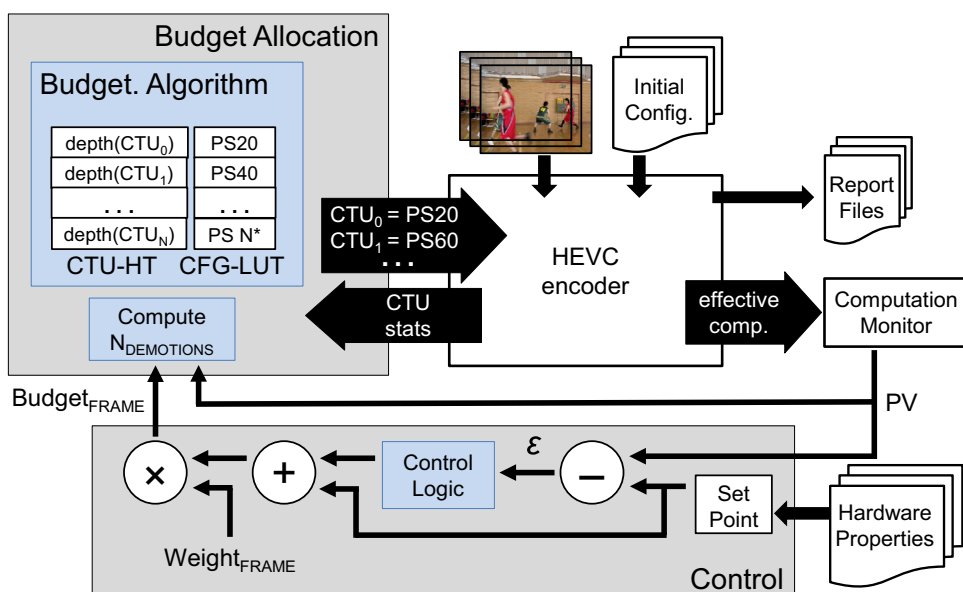 Budget Allocation
Budget. Algorithm
depth(CTU0) PS20
depth(CTU1) PS40
... ...
depth(CTUN) PS N*
CTU-HT CFG-LUT
Compute
NDEMOTIONS
CTU0 = PS20
CTU1 = PS60
...
CTU
stats
Initial
Config.
HEVC
encoder
Report
Files
effective
comp.
Computation
Monitor
BudgetFRAME
PV
×
+
Control
Logic
ε
−
Set
Point
Hardware
Properties
WeightFRAME
Control